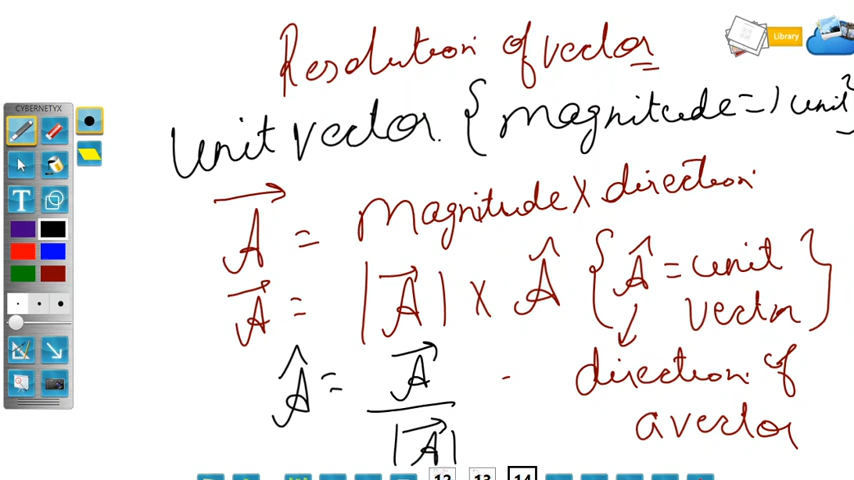 Resolution of vector
Library
unit vector { magnitude = 1 unit }
CYBERNETYX
A⃗ = Magnitude X direction
A⃗ = |A⃗| X Â { Â = unit vector }
direction of
a vector
Â = A⃗ / |A⃗|
T
12 13 14